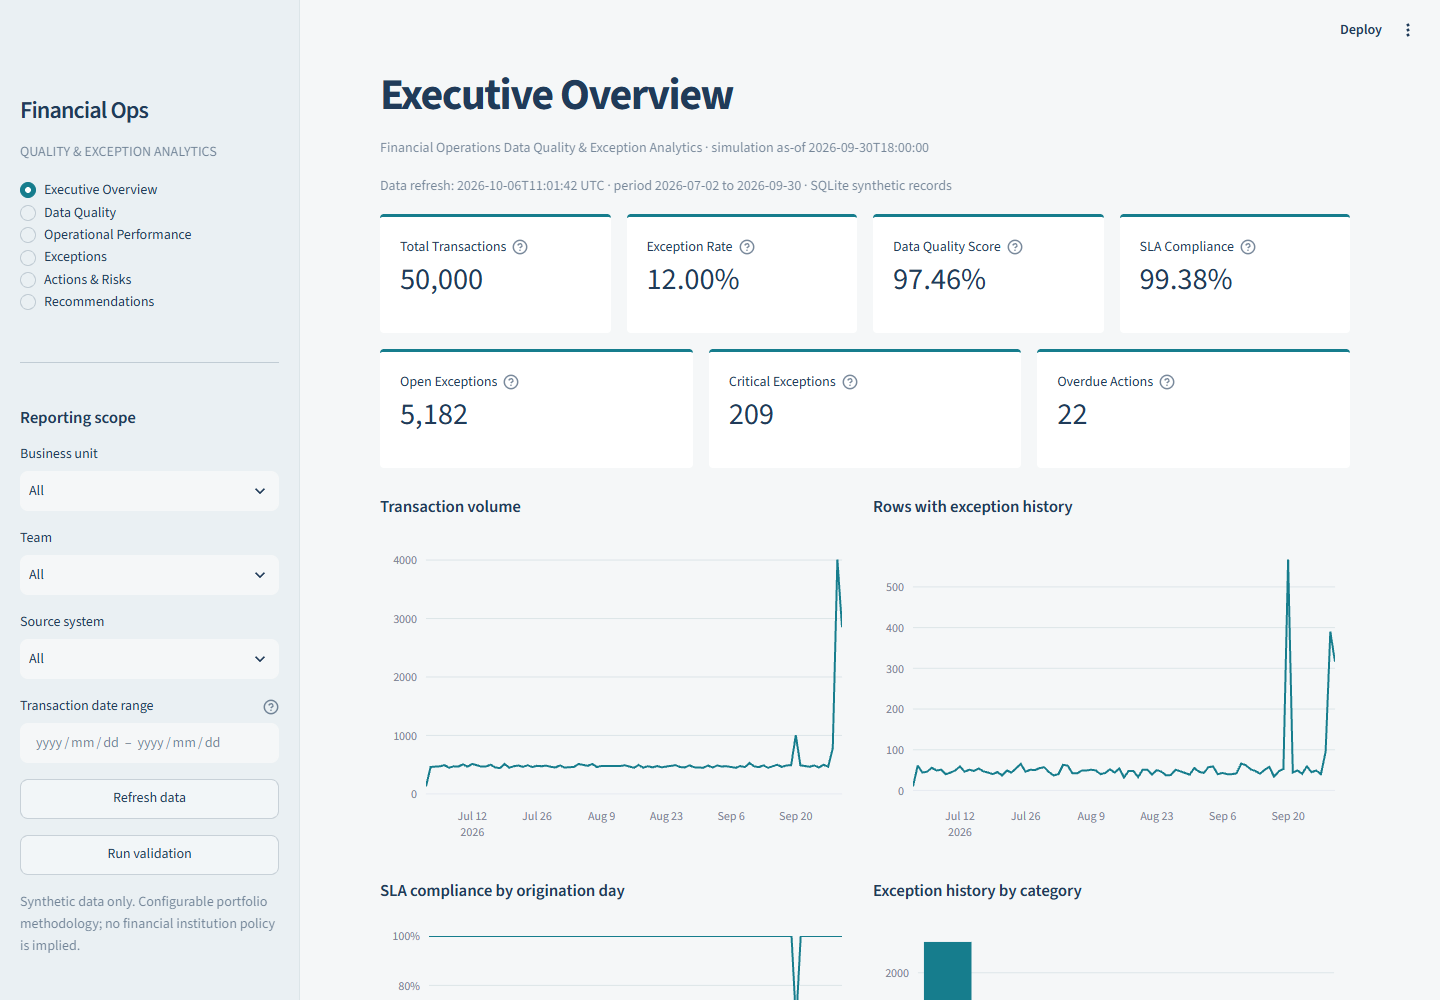 Deploy
Financial Ops
QUALITY & EXCEPTION ANALYTICS
Executive Overview
Data Quality
Operational Performance
Exceptions
Actions & Risks
Recommendations
Reporting scope
Business unit
All
Team
All
Source system
All
Transaction date range
yyyy / mm / dd – yyyy / mm / dd
Refresh data
Run validation
Synthetic data only. Configurable portfolio
methodology; no financial institution policy
is implied.
Executive Overview
Financial Operations Data Quality & Exception Analytics · simulation as-of 2026-09-30T18:00:00
Data refresh: 2026-10-06T11:01:42 UTC · period 2026-07-02 to 2026-09-30 · SQLite synthetic records
Total Transactions
50,000
Exception Rate
12.00%
Data Quality Score
97.46%
SLA Compliance
99.38%
Open Exceptions
5,182
Critical Exceptions
209
Overdue Actions
22
Transaction volume
4000
3000
2000
1000
0
Jul 12 Jul 26 Aug 9 Aug 23 Sep 6 Sep 20
2026
Rows with exception history
500
400
300
200
100
0
Jul 12 Jul 26 Aug 9 Aug 23 Sep 6 Sep 20
2026
SLA compliance by origination day
100%
80%
Exception history by category
2000